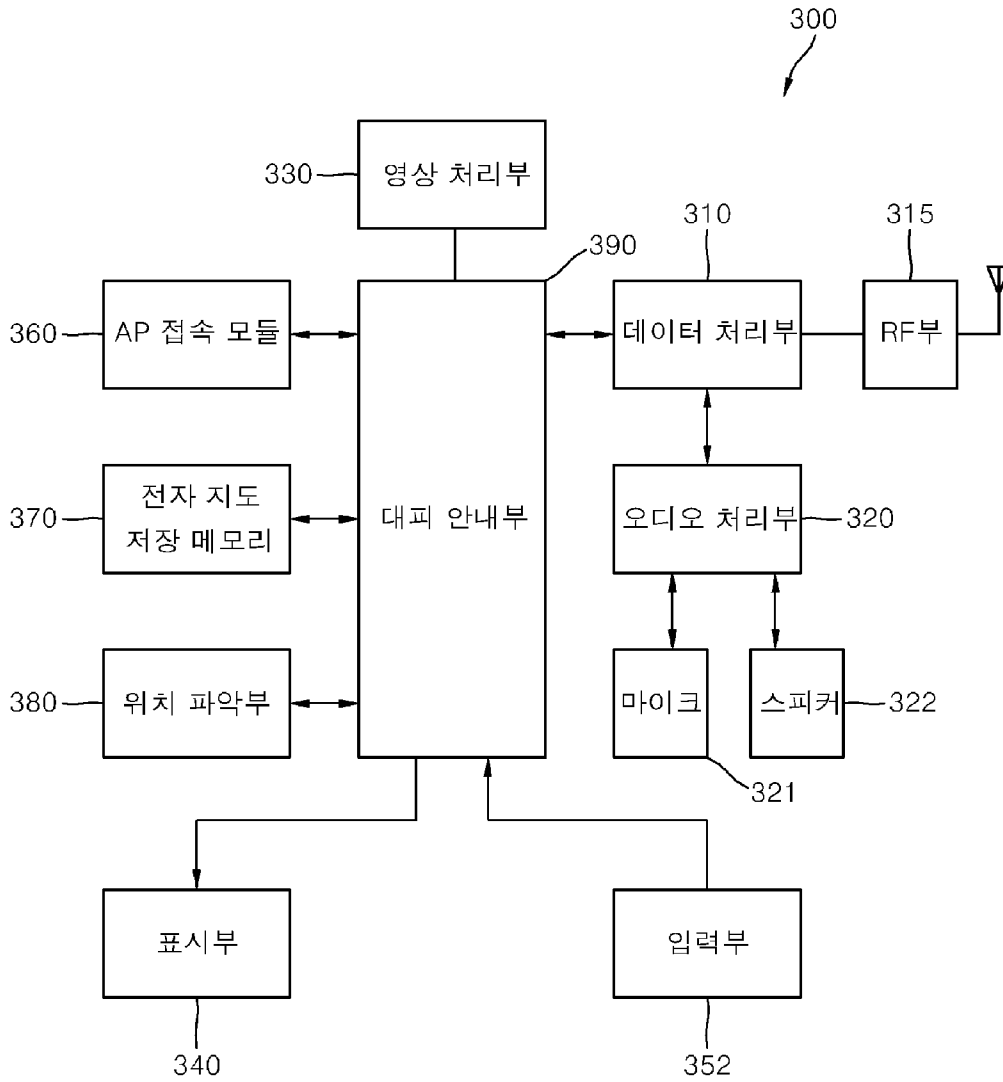 300
330
영상 처리부
390
310
315
360
AP 접속 모듈
데이터 처리부
RF부
370
전자 지도
저장 메모리
대피 안내부
오디오 처리부
320
380
위치 파악부
마이크
스피커
322
321
표시부
입력부
340
352